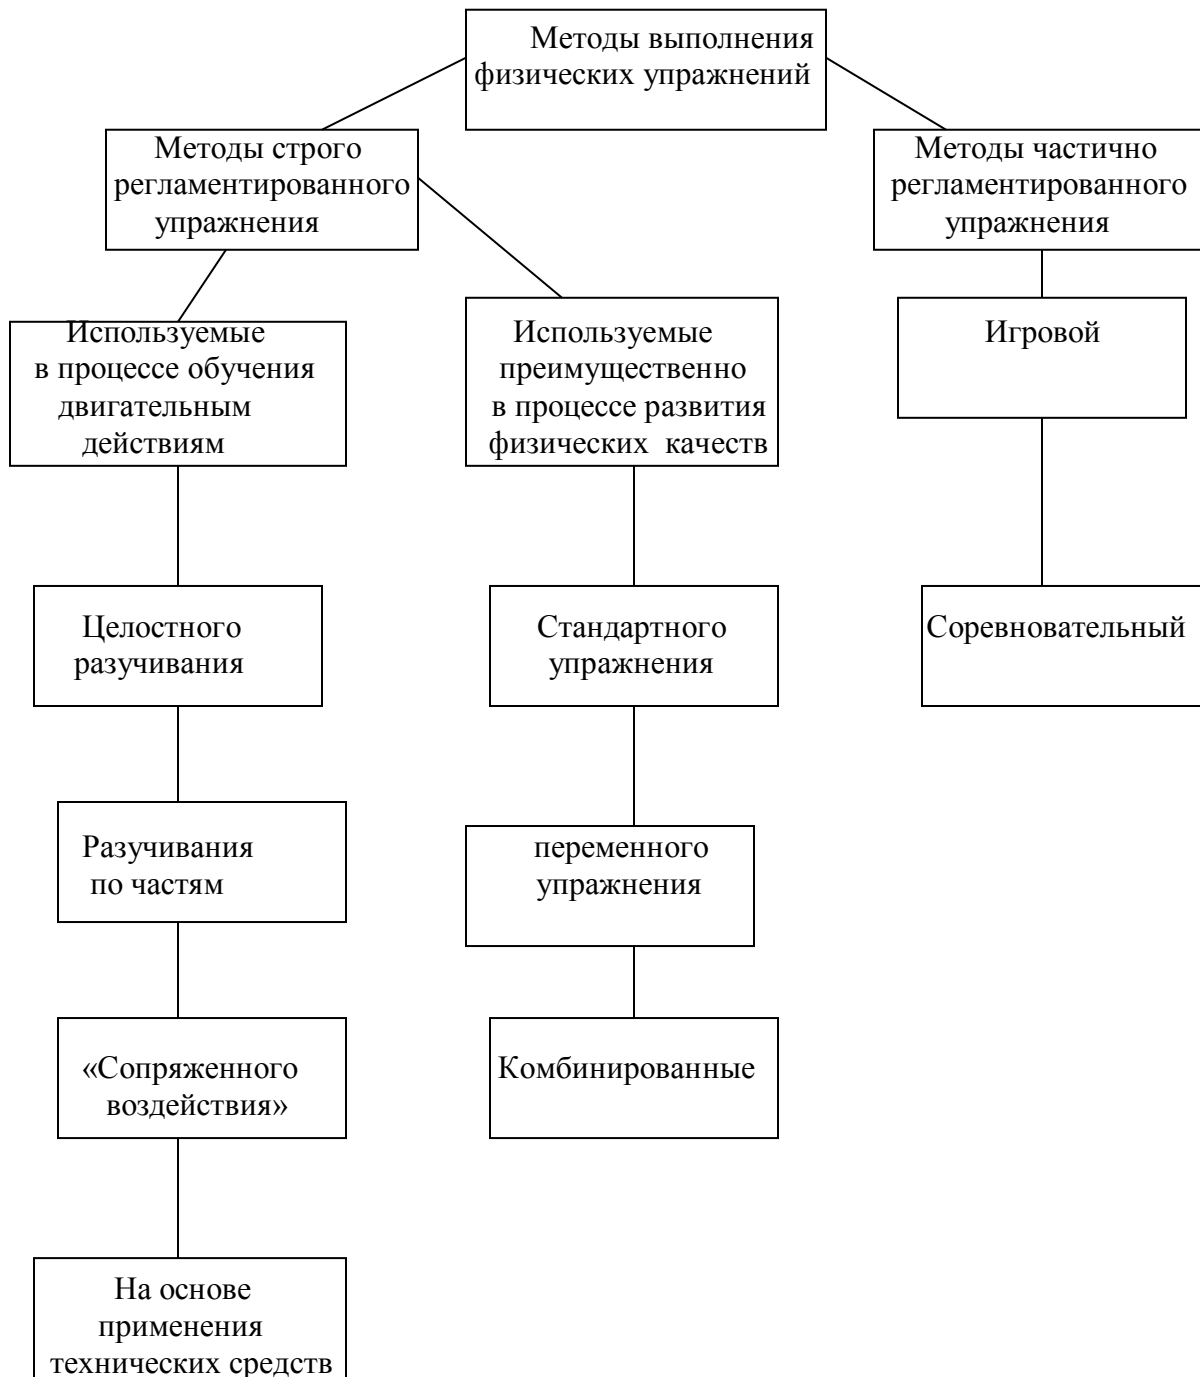 Методы выполнения
физических упражнений
Методы строго
регламентированного
упражнения
Методы частично
регламентированного
упражнения
Используемые
в процессе обучения
двигательным
действиям
Используемые
преимущественно
в процессе развития
физических качеств
Игровой
Целостного
разучивания
Стандартного
упражнения
Соревновательный
Разучивания
по частям
переменного
упражнения
«Сопряженного
воздействия»
Комбинированные
На основе
применения
технических средств